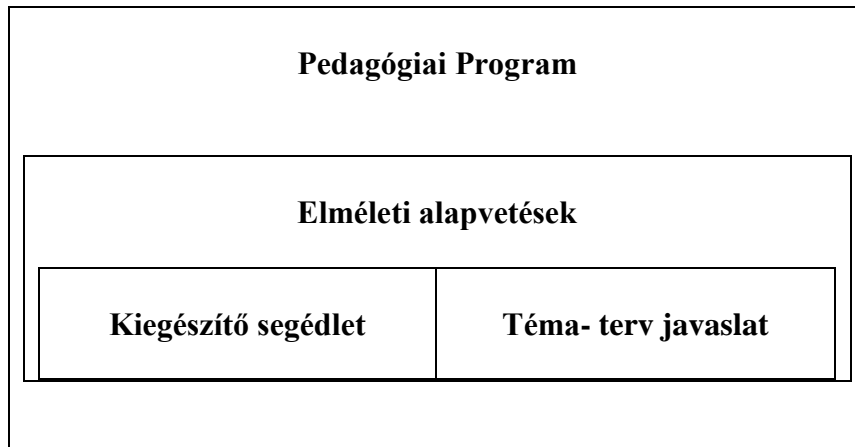 Pedagógiai Program
Elméleti alapvetések
Kiegészítő segédlet
Téma- terv javaslat